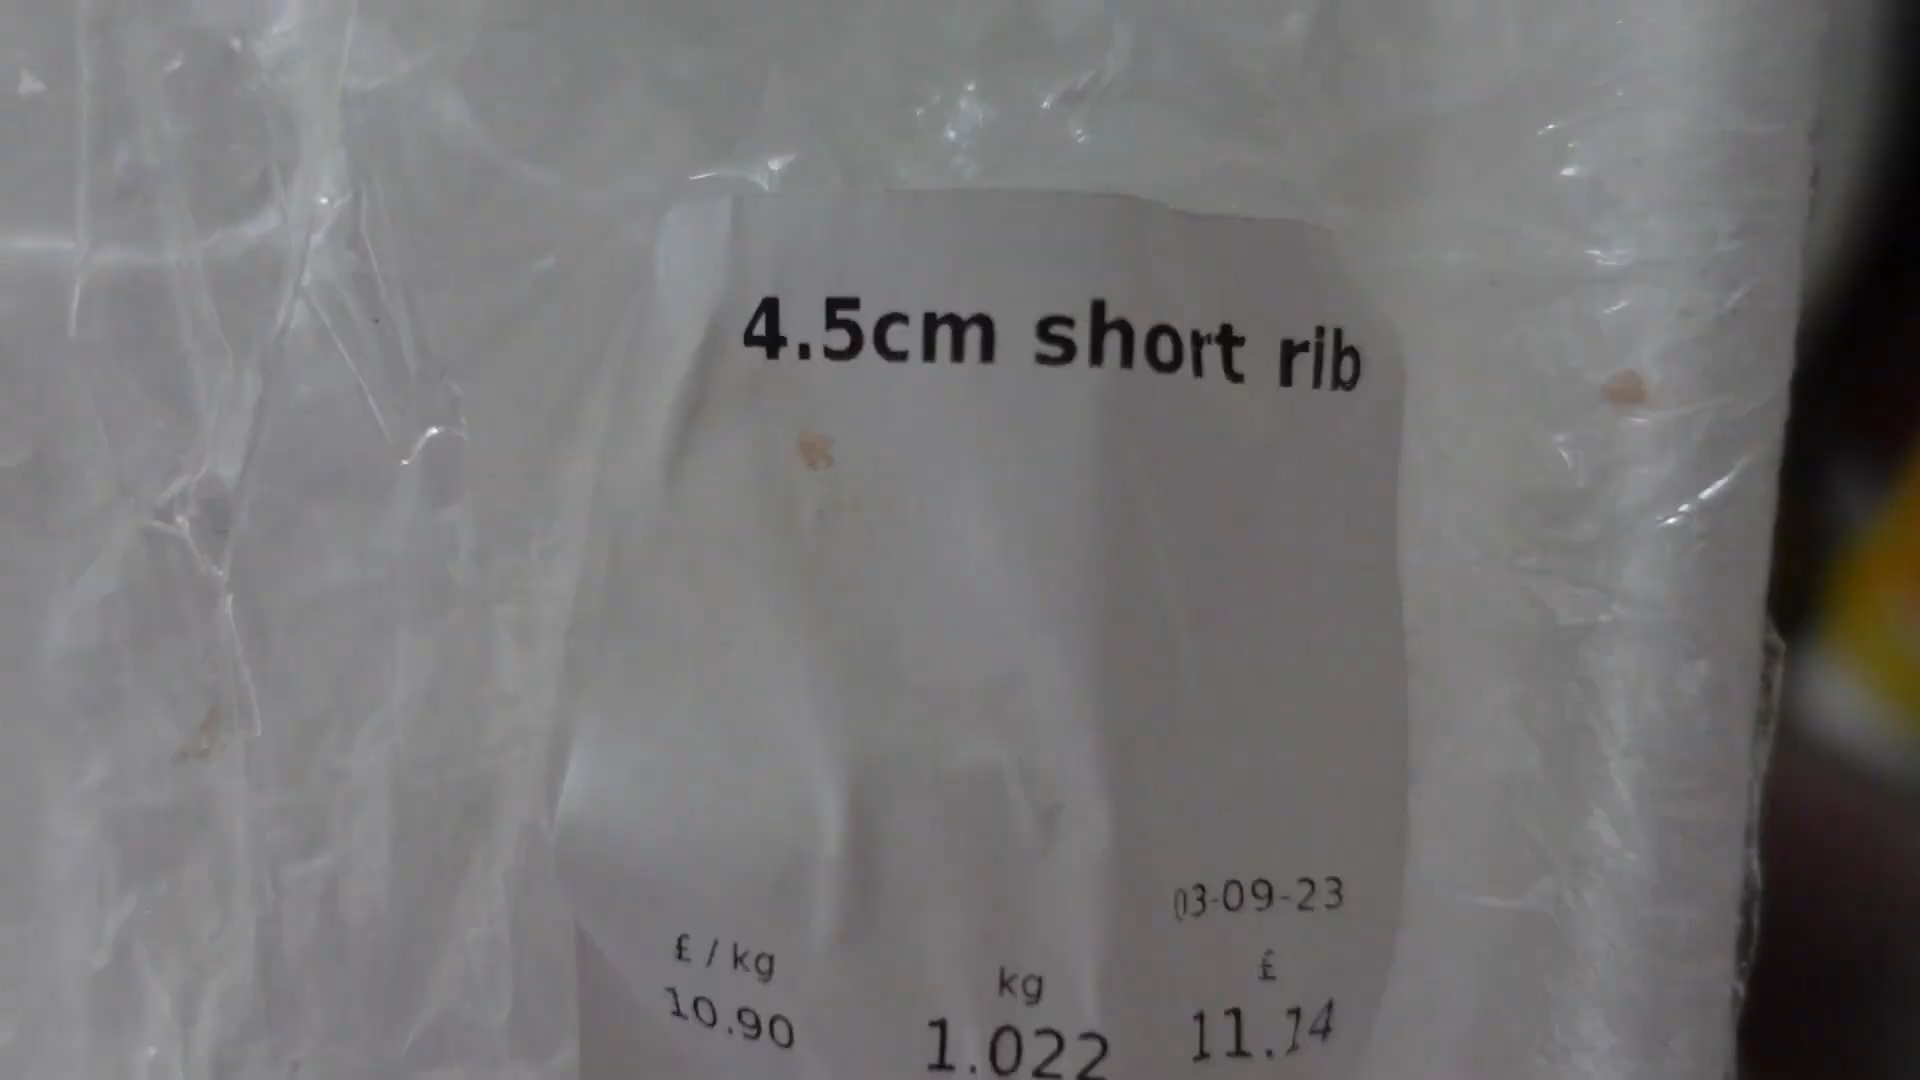 4.5cm short rib
03-09-23
£ / kg
kg
£
10.90
1.022
11.14